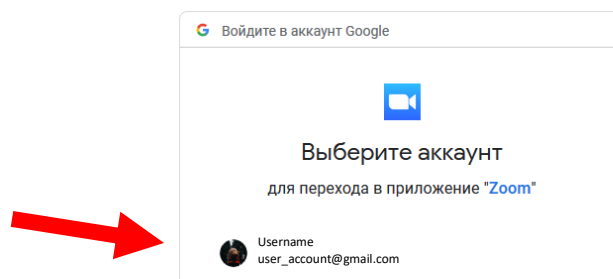 Войдите в аккаунт Google
Выберите аккаунт
для перехода в приложение "Zoom"
Username
user_account@gmail.com